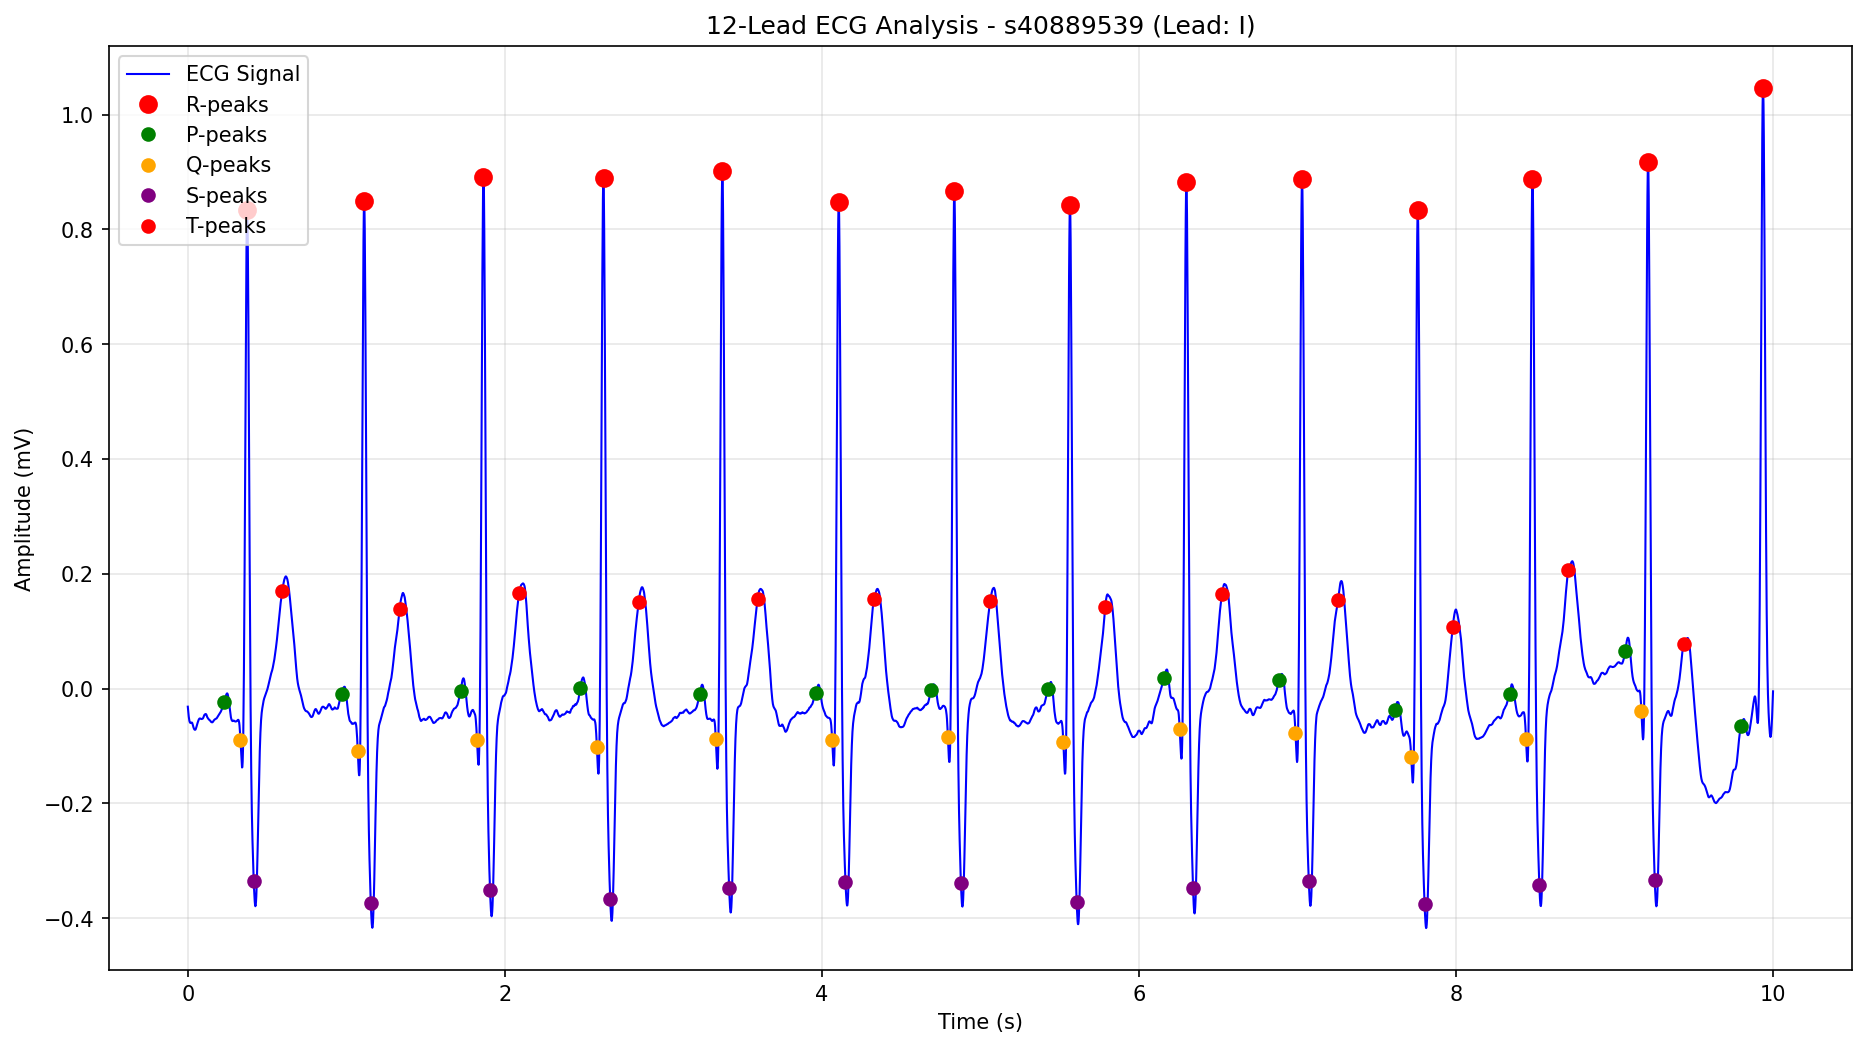 12-Lead ECG Analysis - s40889539 (Lead: I)
ECG Signal
R-peaks
P-peaks
Q-peaks
S-peaks
T-peaks
Amplitude (mV)
1.0
0.8
0.6
0.4
0.2
0.0
−0.2
−0.4
0 2 4 6 8 10
Time (s)